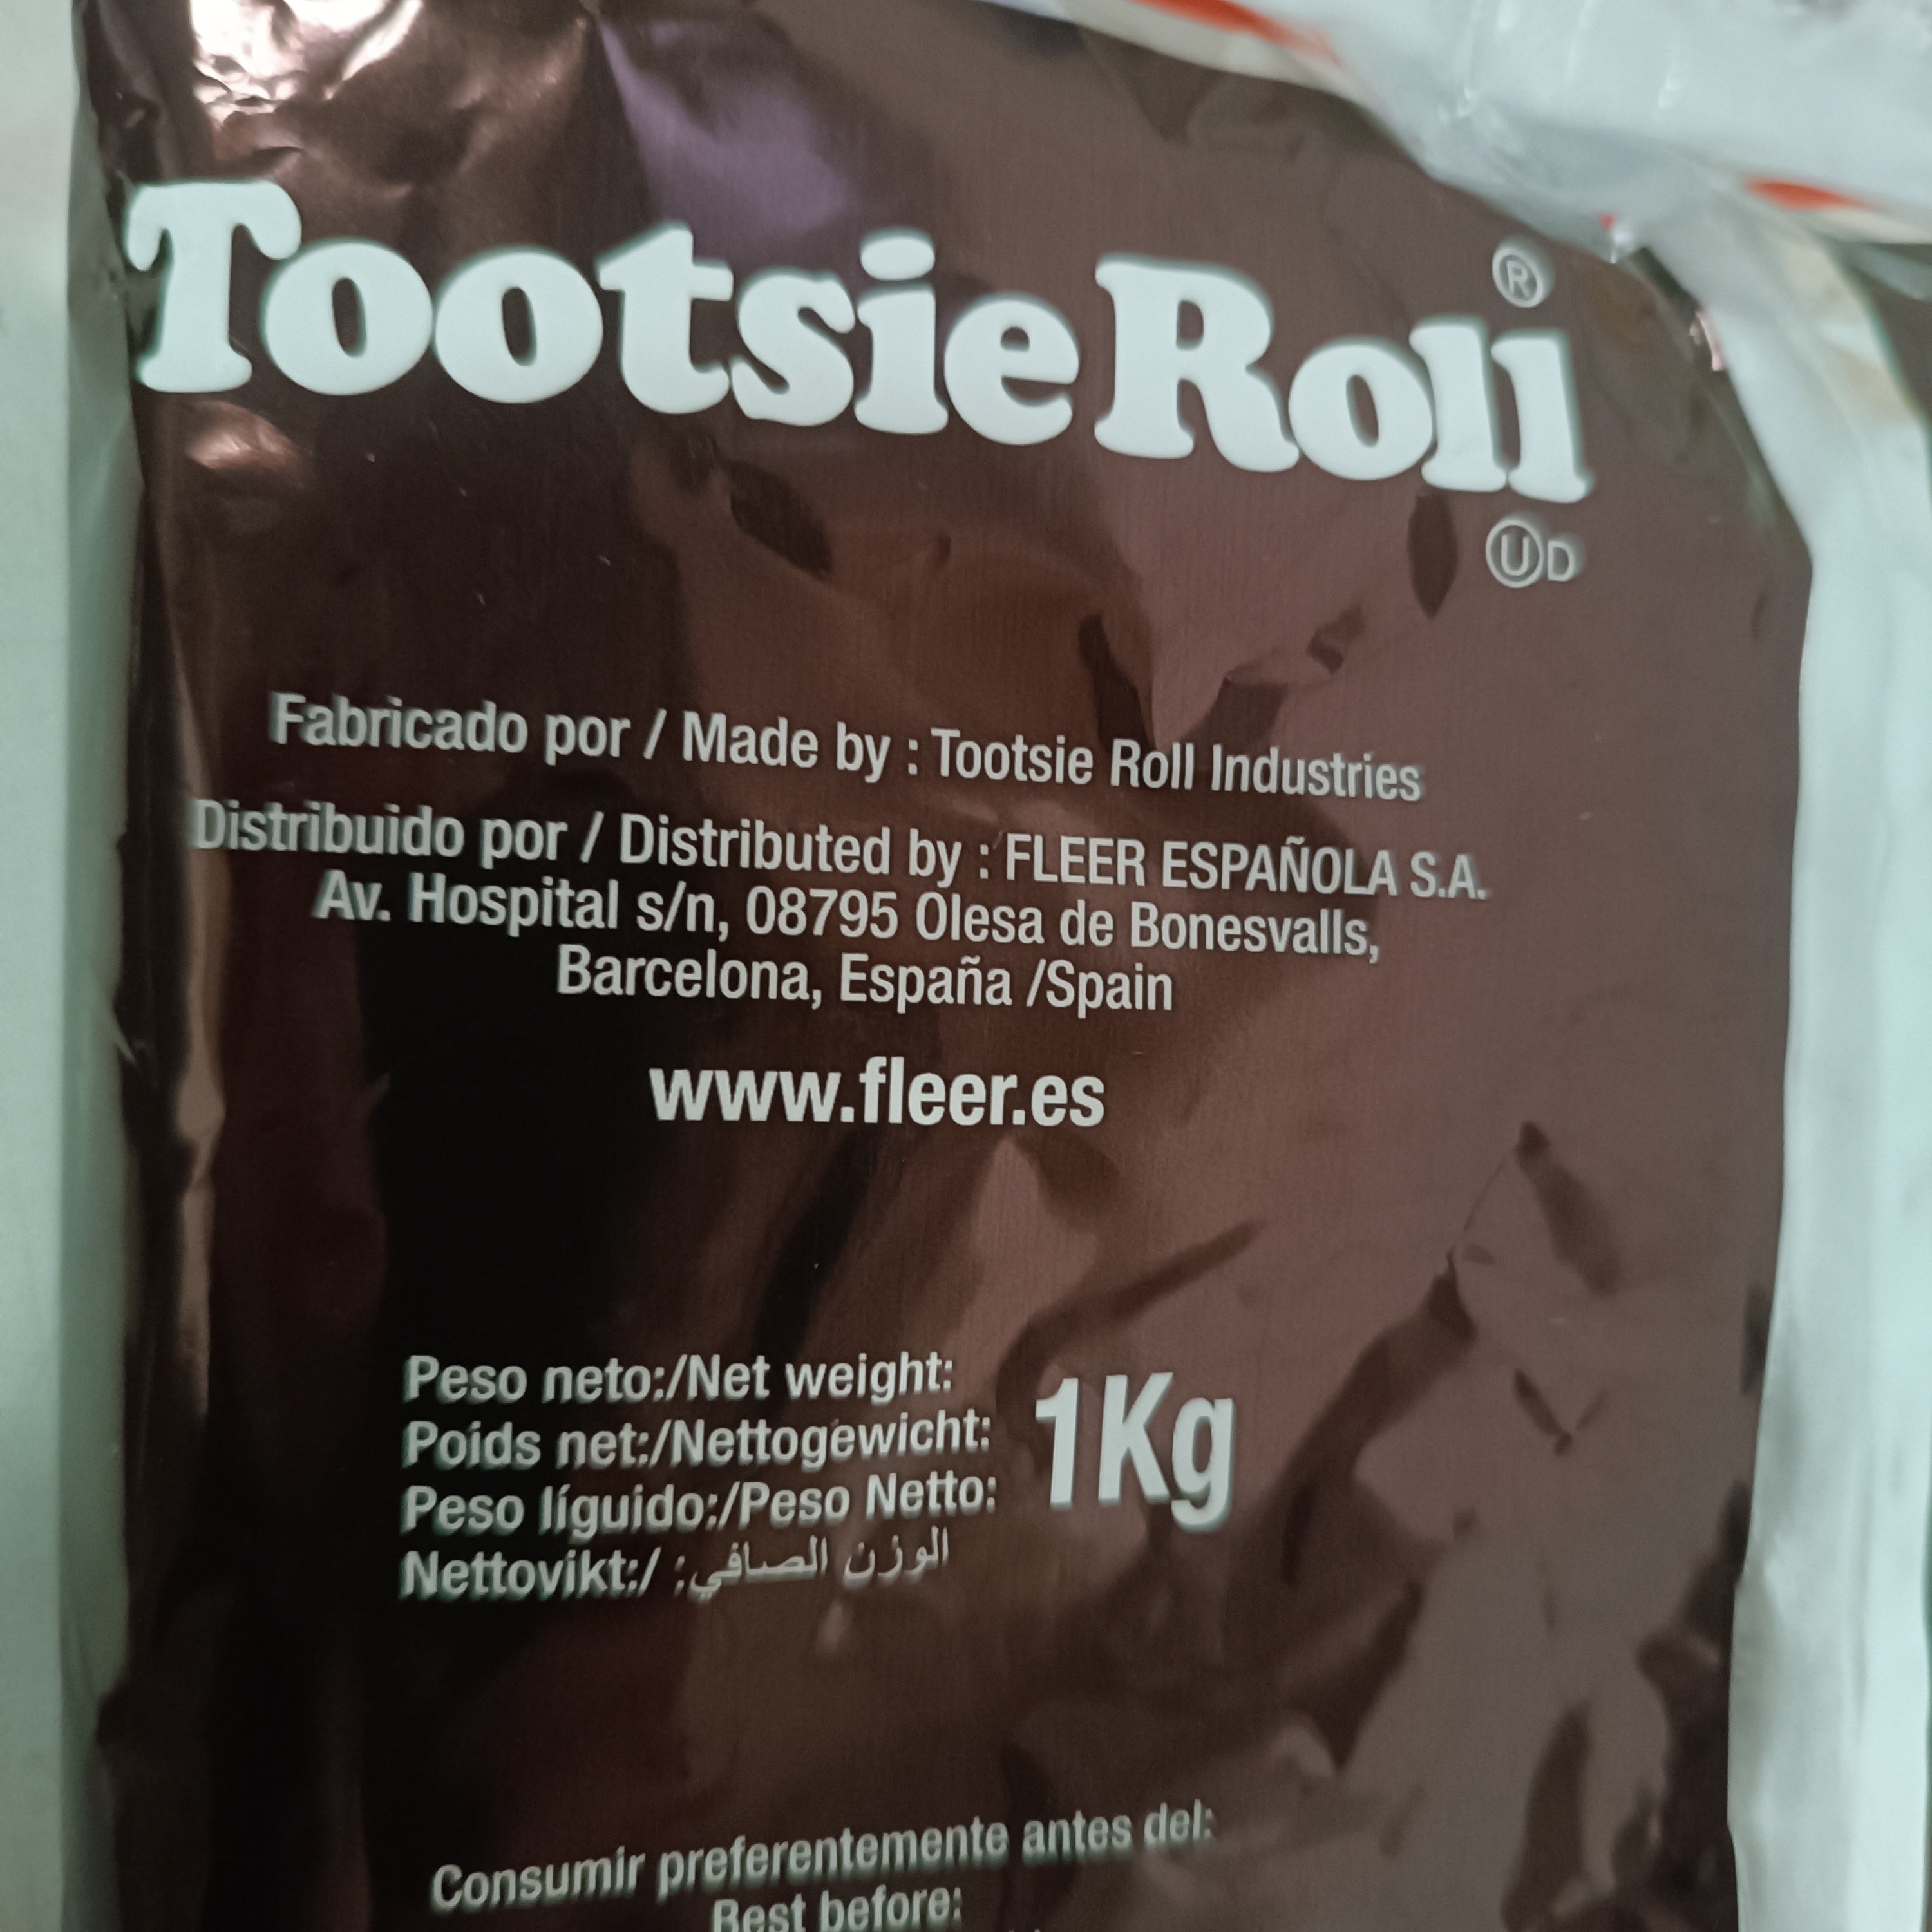 Tootsie Roll ®
Ⓤ D
Fabricado por / Made by : Tootsie Roll Industries
Distribuido por / Distributed by : FLEER ESPAÑOLA S.A.
Av. Hospital s/n, 08795 Olesa de Bonesvalls,
Barcelona, España /Spain
www.fleer.es
Peso neto:/Net weight:
Poids net:/Nettogewicht:
Peso líguido:/Peso Netto:
Nettovikt:/ الوزن الصافي:
1Kg
Consumir preferentemente antes del:
Best before: